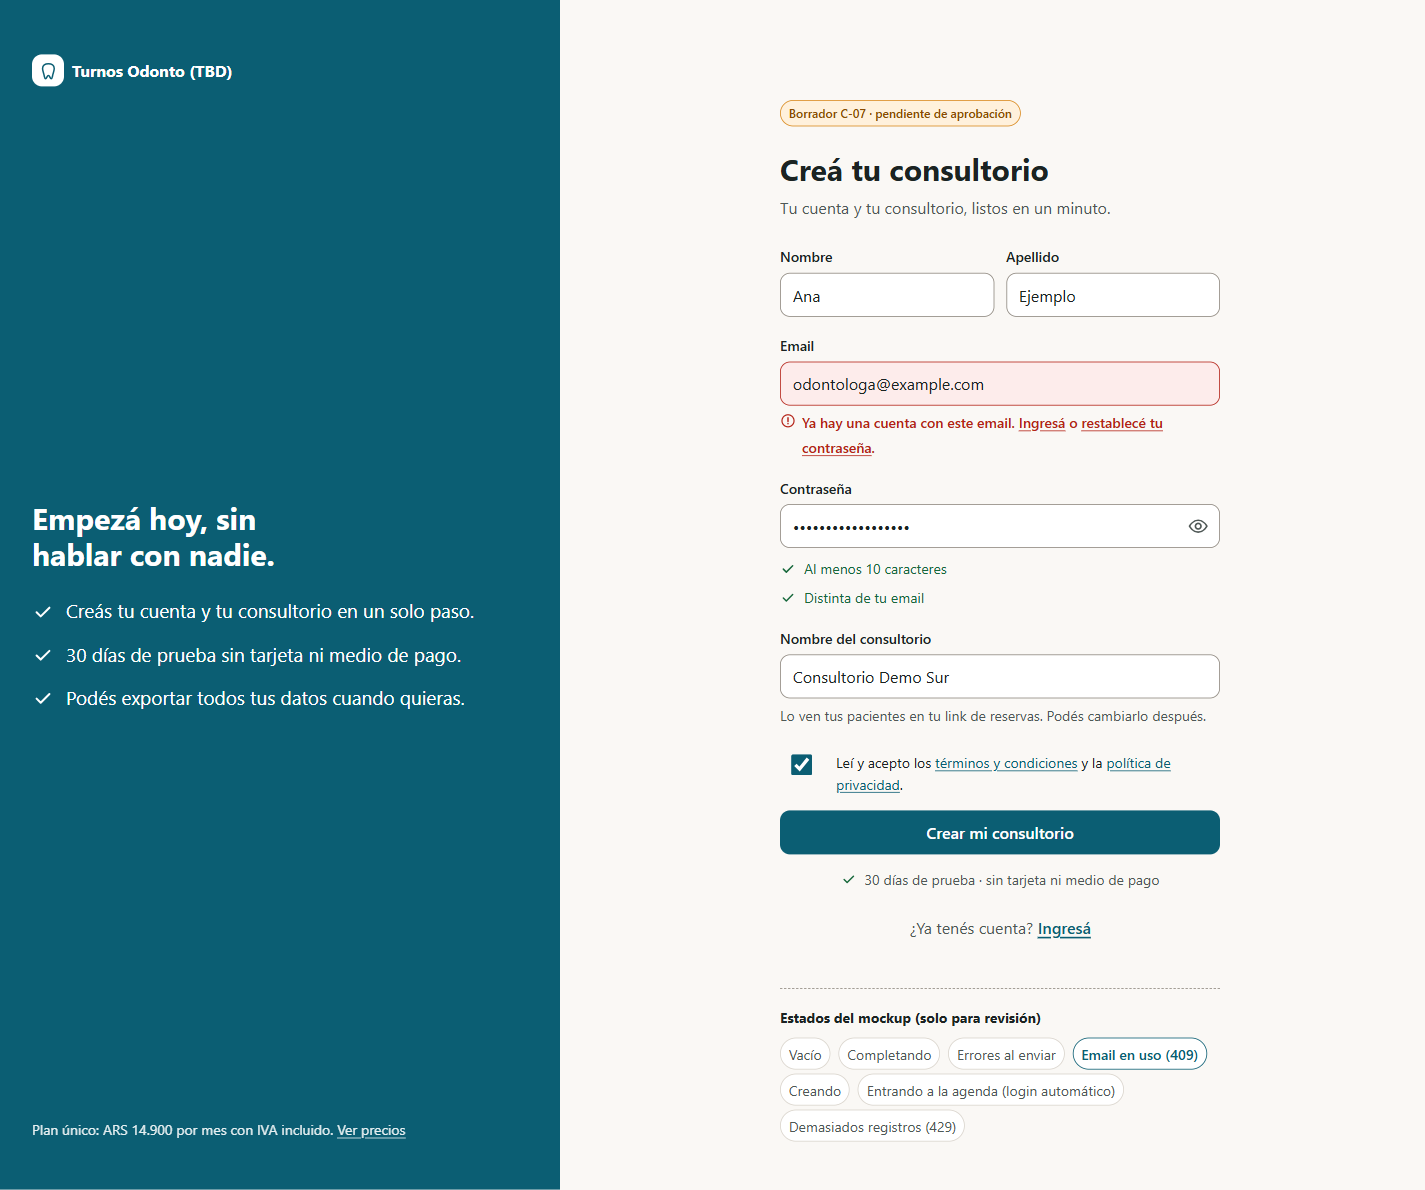 Turnos Odonto (TBD)
Empezá hoy, sin
hablar con nadie.
Creás tu cuenta y tu consultorio en un solo paso.
30 días de prueba sin tarjeta ni medio de pago.
Podés exportar todos tus datos cuando quieras.
Plan único: ARS 14.900 por mes con IVA incluido. Ver precios
Borrador C-07 · pendiente de aprobación
Creá tu consultorio
Tu cuenta y tu consultorio, listos en un minuto.
Nombre
Apellido
Ana
Ejemplo
Email
odontologa@example.com
Ya hay una cuenta con este email. Ingresá o restablecé tu
contraseña.
Contraseña
••••••••••••••••••
Al menos 10 caracteres
Distinta de tu email
Nombre del consultorio
Consultorio Demo Sur
Lo ven tus pacientes en tu link de reservas. Podés cambiarlo después.
Leí y acepto los términos y condiciones y la política de
privacidad.
Crear mi consultorio
30 días de prueba · sin tarjeta ni medio de pago
¿Ya tenés cuenta? Ingresá
Estados del mockup (solo para revisión)
Vacío
Completando
Errores al enviar
Email en uso (409)
Creando
Entrando a la agenda (login automático)
Demasiados registros (429)